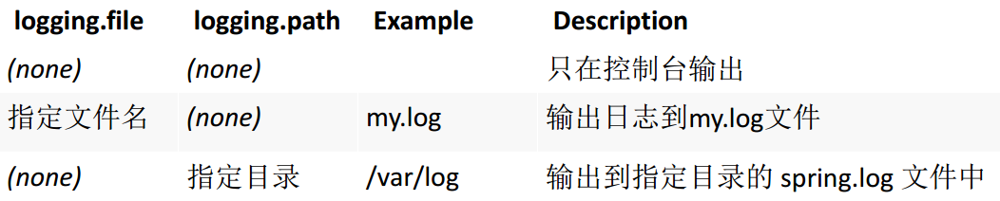 logging.file logging.path Example Description
(none) (none) 只在控制台输出
指定文件名 (none) my.log 输出日志到my.log文件
(none) 指定目录 /var/log 输出到指定目录的 spring.log 文件中